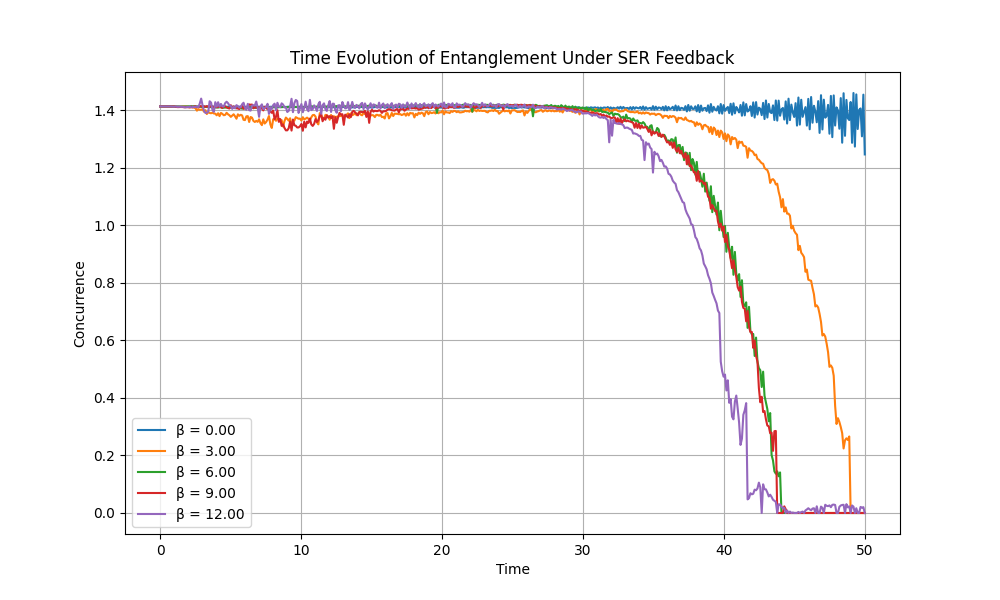 Time Evolution of Entanglement Under SER Feedback
Concurrence
1.4
1.2
1.0
0.8
0.6
0.4
0.2
0.0
β = 0.00
β = 3.00
β = 6.00
β = 9.00
β = 12.00
0 10 20 30 40 50
Time